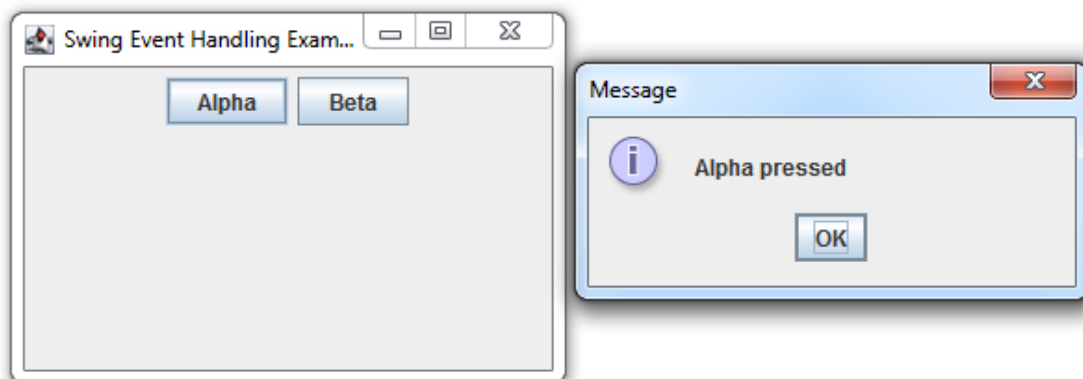 Swing Event Handling Exam...
Alpha
Beta
Message
i
Alpha pressed
OK